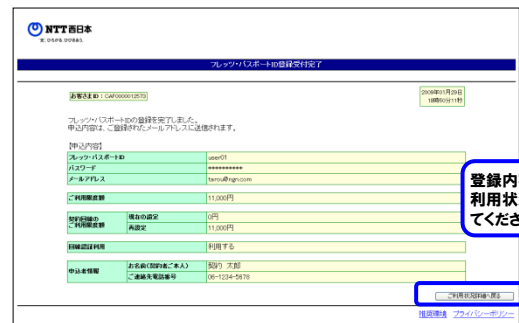 NTT西日本
フレッツ・パスポートID登録受付完了
お客さまID：CAF0000012573
2009年01月29日
18時50分11秒
フレッツ・パスポートIDの登録を完了しました。
申込内容は、ご登録されたメールアドレスに送信されます。
【申込内容】
フレッツ・パスポートID user01
パスワード **********
メールアドレス tarou@ngn.com
ご利用限度額 11,000円
契約回線のご利用限度額 現在の設定 0円
再設定 11,000円
回線認証利用 利用する
申込者情報 お名前(契約者ご本人) 契約 太郎
ご連絡先電話番号 06-1234-5678
登録内
利用状
てくださ
ご利用状況詳細へ戻る
推奨環境 プライバシーポリシー